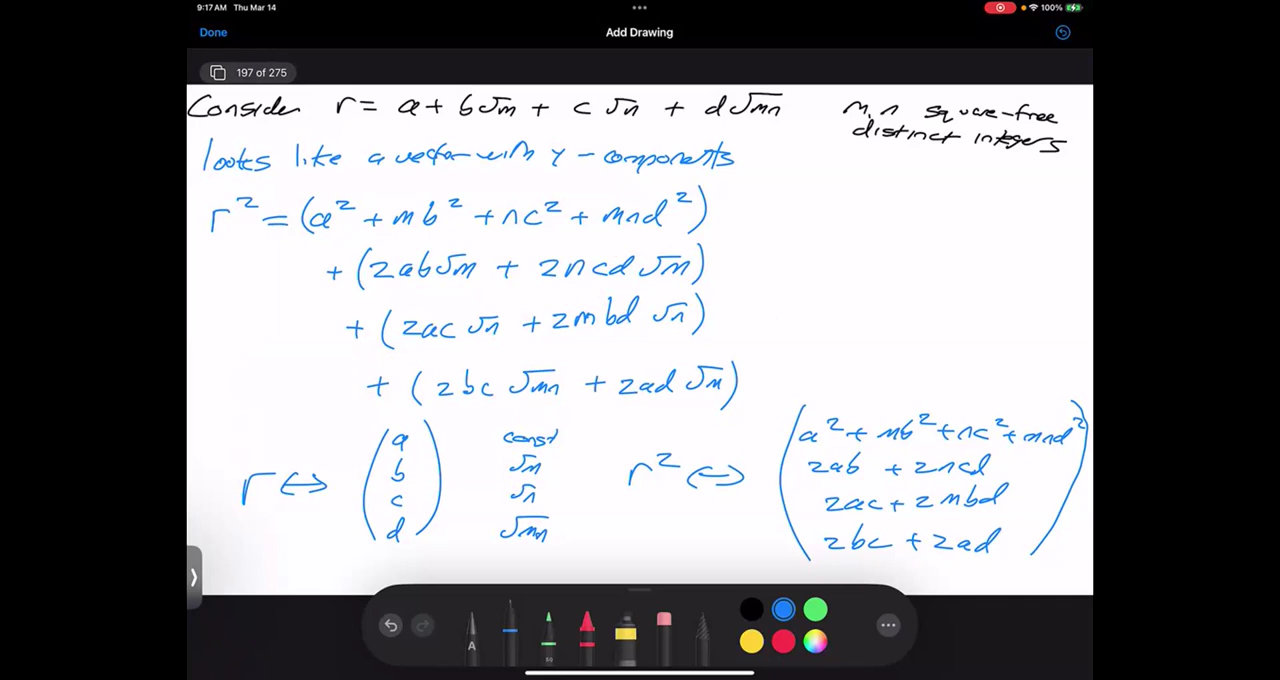 9:17 AM Thu Mar 14
100%
Done
Add Drawing
197 of 275
Consider r = a + b√m + c√n + d√mn
m, n square-free
distinct integers
looks like a vector with 4-components
r² = (a² + mb² + nc² + mnd²)
+ (2ab√m + 2ncd√m)
+ (2ac√n + 2mbd√n)
+ (2bc√mn + 2ad√m)
r ⇔ (a b c d)
const
√m
√n
√mn
r² ⇔
a² + mb² + nc² + mnd²
2ab + 2ncd
2ac + 2mbd
2bc + 2ad
A